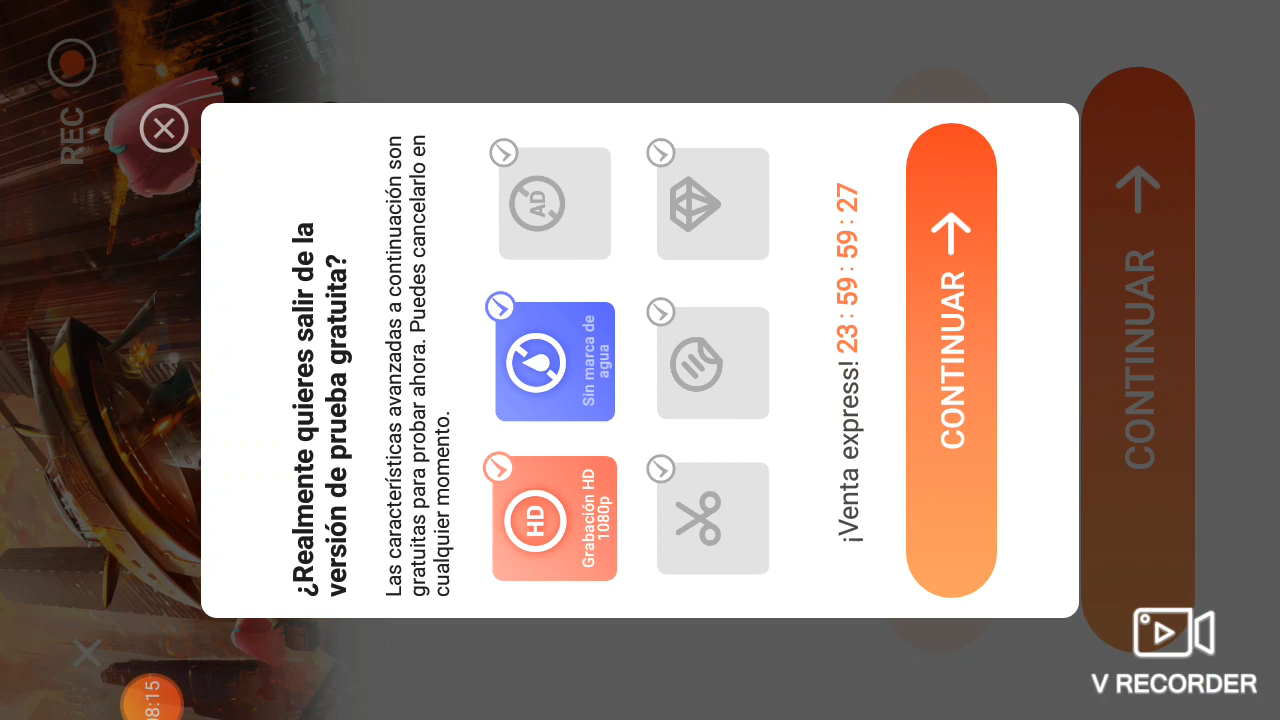 REC
¿Realmente quieres salir de la
versión de prueba gratuita?
Las características avanzadas a continuación son
gratuitas para probar ahora. Puedes cancelarlo en
cualquier momento.
HD
Grabación HD
1080p
Sin marca de
agua
AD
¡Venta express! 23 : 59 : 59 : 27
CONTINUAR
CONTINUAR
V RECORDER